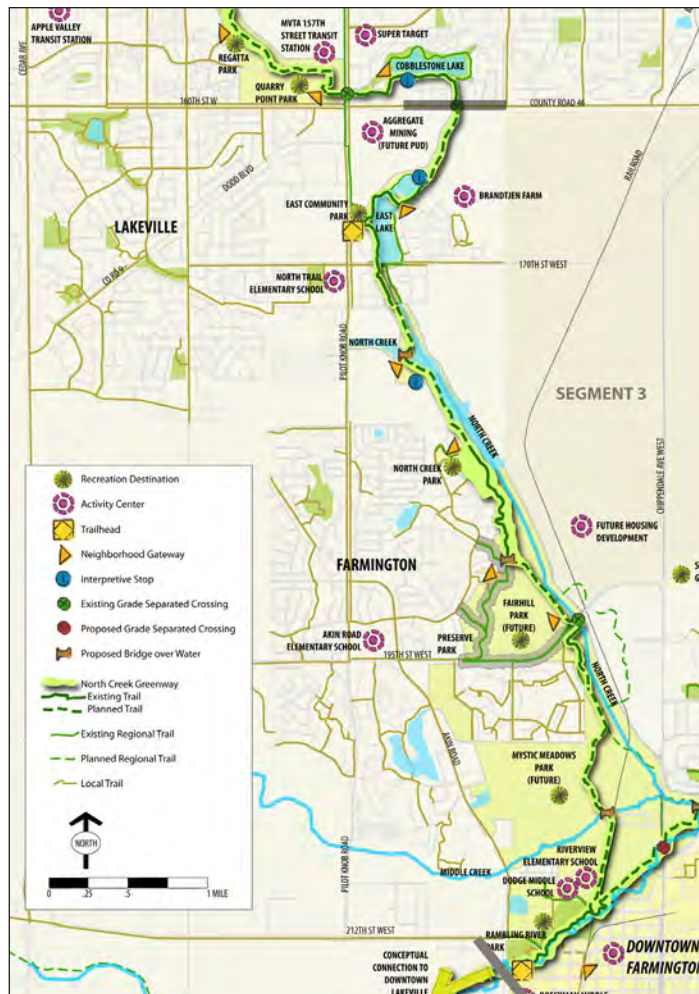 APPLE VALLEY
TRANSIT STATION
CEDAR AVE
MVTA 157TH
STREET TRANSIT
STATION
SUPER TARGET
REGATTA
PARK
COBBLESTONE LAKE
QUARRY
POINT PARK
160TH ST W
COUNTY ROAD 46
AGGREGATE
MINING
(FUTURE PUD)
RAILROAD
DODD BLVD
BRANDTJEN FARM
EAST COMMUNITY
PARK
EAST
LAKE
LAKEVILLE
CO RD 9
170TH ST WEST
NORTH TRAIL
ELEMENTARY SCHOOL
PILOT KNOB ROAD
NORTH CREEK
SEGMENT 3
NORTH CREEK
CHIPPENDALE AVE WEST
NORTH CREEK
PARK
FUTURE HOUSING
DEVELOPMENT
FARMINGTON
FAIRHILL
PARK
(FUTURE)
AKIN ROAD
ELEMENTARY SCHOOL
PRESERVE
PARK
195TH ST WEST
NORTH CREEK
AKIN ROAD
MYSTIC MEADOWS
PARK
(FUTURE)
PILOT KNOB ROAD
MIDDLE CREEK
RIVERVIEW
ELEMENTARY SCHOOL
DODGE MIDDLE
SCHOOL
212TH ST WEST
RAMBLING RIVER
PARK
CONCEPTUAL
CONNECTION TO
DOWNTOWN
LAKEVILLE
DOWNTOWN
FARMINGTON
Recreation Destination
Activity Center
Trailhead
Neighborhood Gateway
Interpretive Stop
Existing Grade Separated Crossing
Proposed Grade Separated Crossing
Proposed Bridge over Water
North Creek Greenway
Existing Trail
Planned Trail
Existing Regional Trail
Planned Regional Trail
Local Trail
NORTH
0 .25 .5 1 MILE